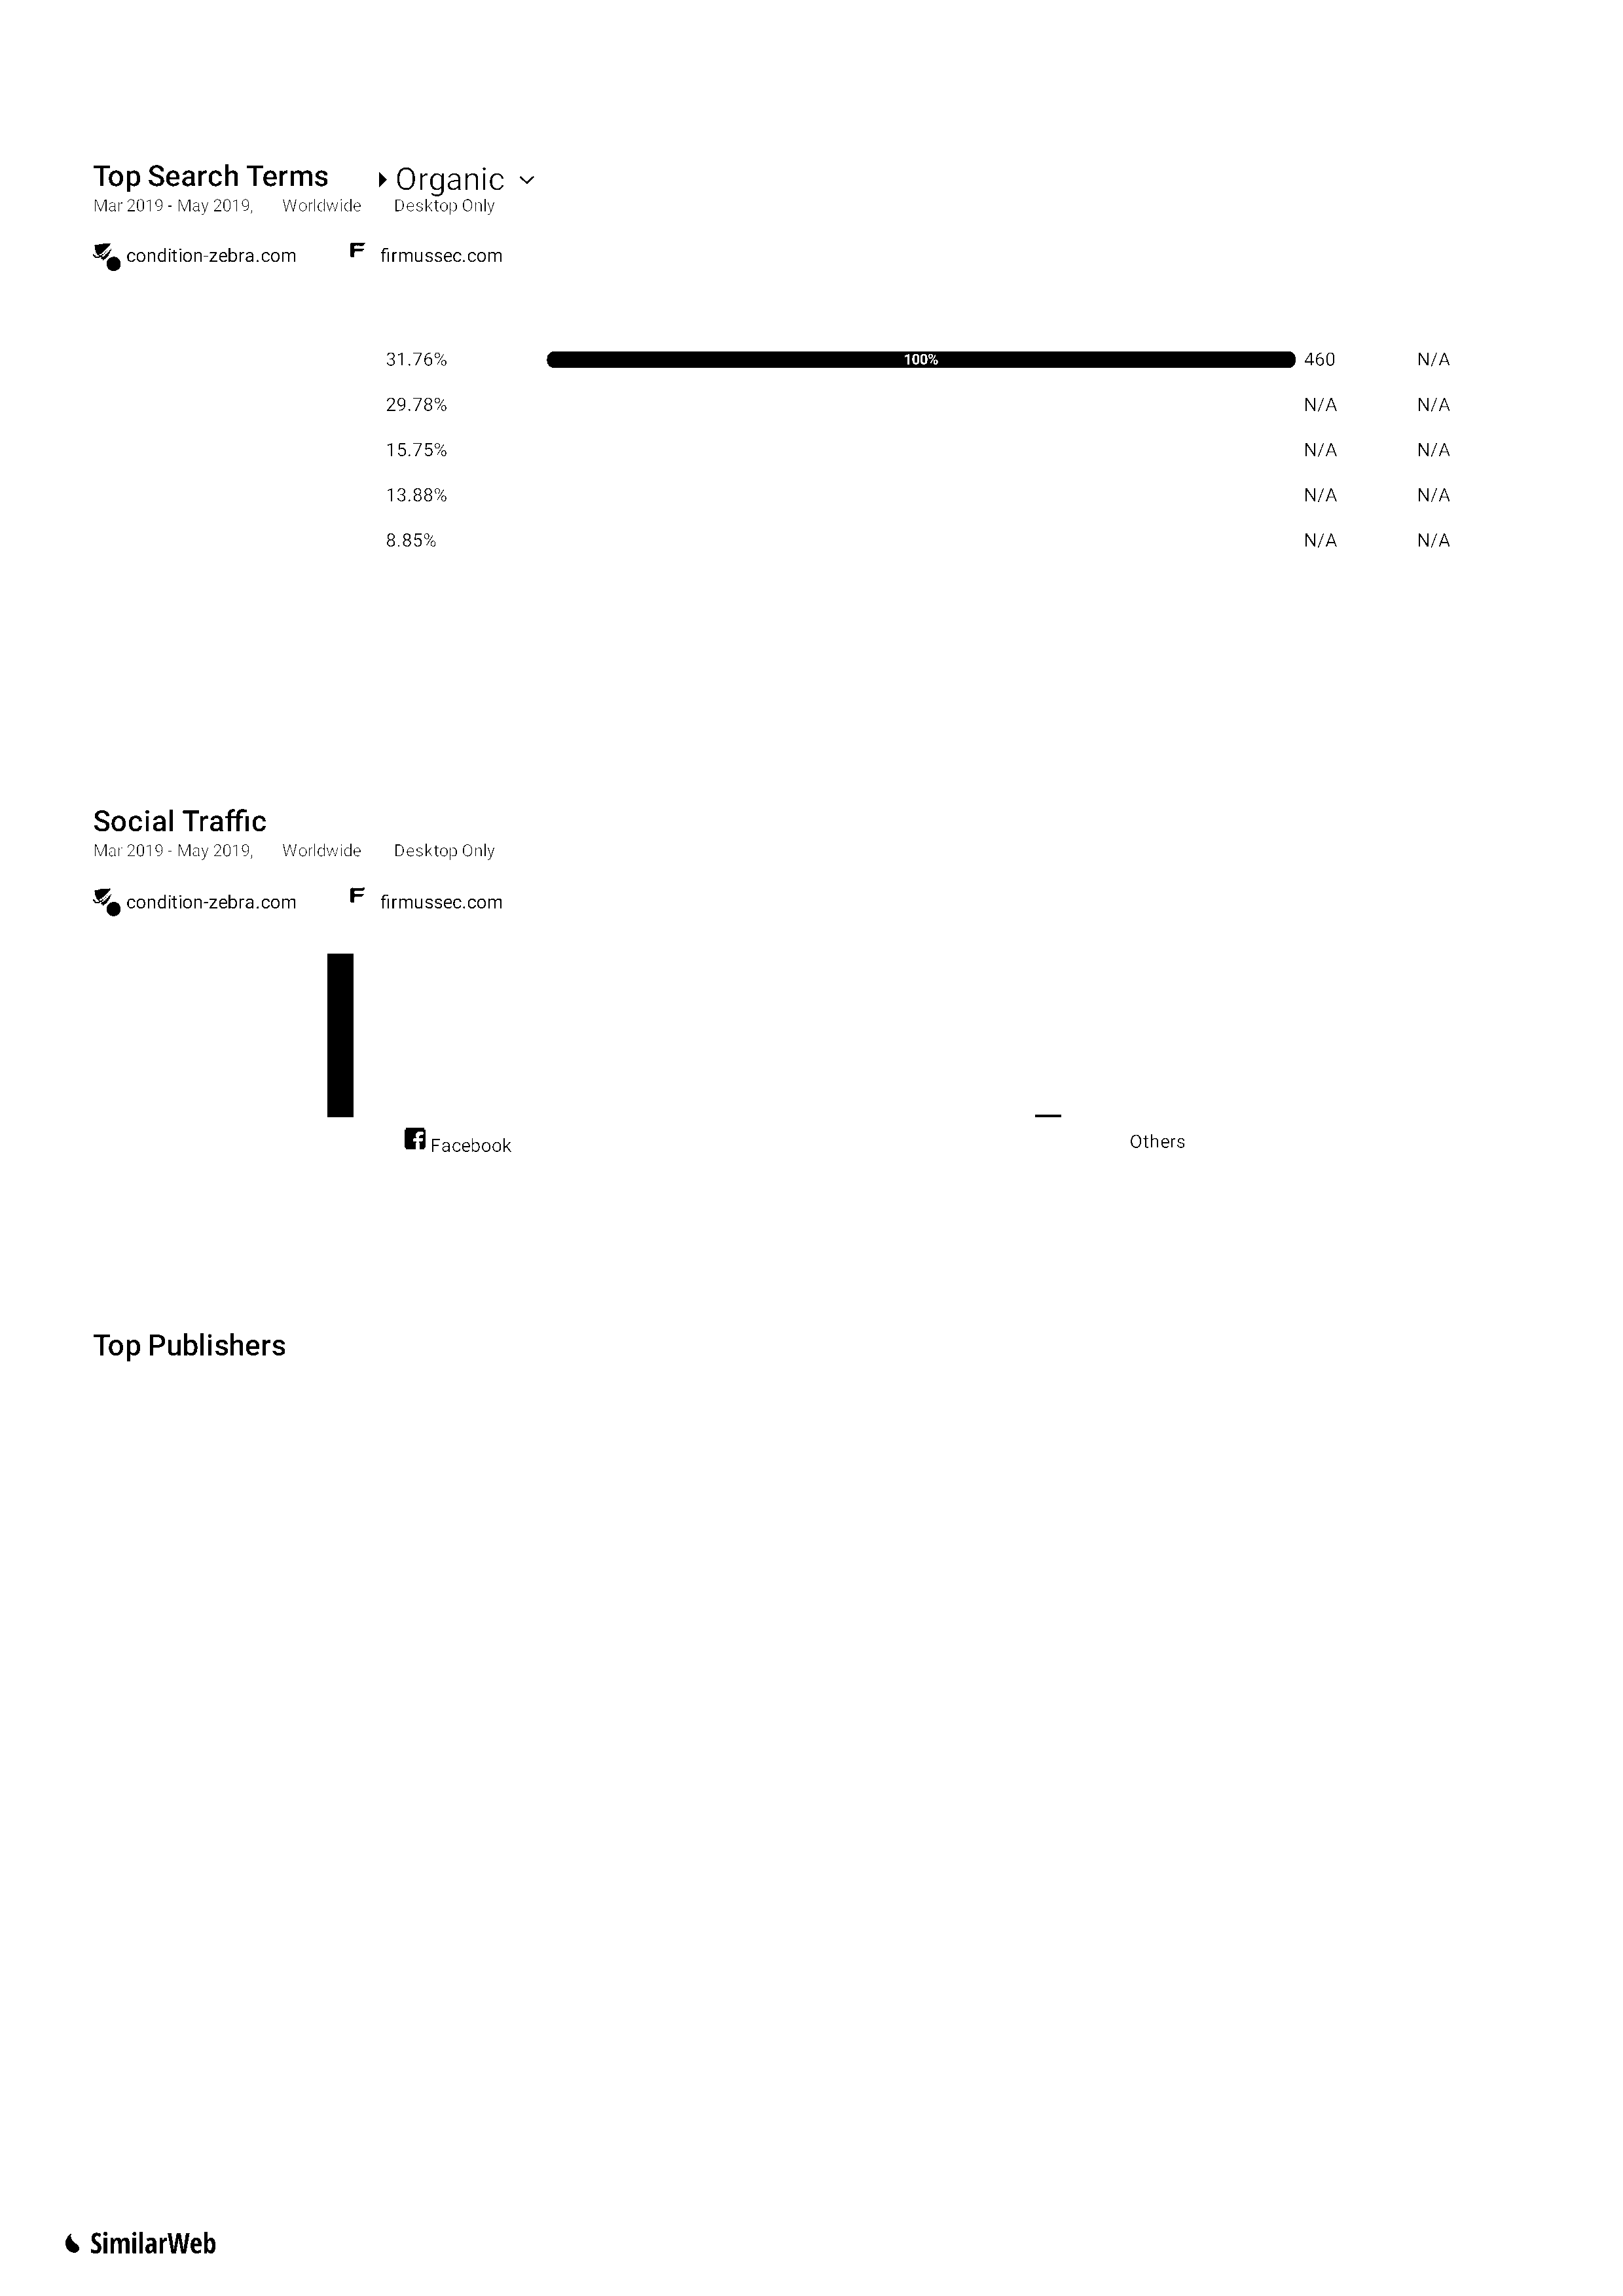 Top Search Terms Organic
Mar 2019 - May 2019, Worldwide Desktop Only
condition-zebra.com firmussec.com
31.76% 100% 460 N/A
29.78% N/A N/A
15.75% N/A N/A
13.88% N/A N/A
8.85% N/A N/A
Social Traffic
Mar 2019 - May 2019, Worldwide Desktop Only
condition-zebra.com firmussec.com
Facebook Others
Top Publishers
SimilarWeb